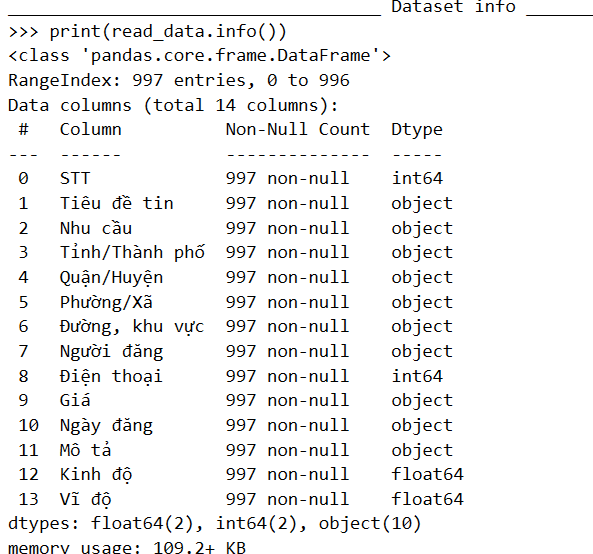 ________________________________ Dataset info ______
>>> print(read_data.info())
<class 'pandas.core.frame.DataFrame'>
RangeIndex: 997 entries, 0 to 996
Data columns (total 14 columns):
 #   Column           Non-Null Count  Dtype
---  ------           --------------  -----
 0   STT              997 non-null    int64
 1   Tiêu đề tin      997 non-null    object
 2   Nhu cầu          997 non-null    object
 3   Tỉnh/Thành phố   997 non-null    object
 4   Quận/Huyện       997 non-null    object
 5   Phường/Xã        997 non-null    object
 6   Đường, khu vực   997 non-null    object
 7   Người đăng       997 non-null    object
 8   Điện thoại       997 non-null    int64
 9   Giá              997 non-null    object
 10  Ngày đăng        997 non-null    object
 11  Mô tả            997 non-null    object
 12  Kinh độ          997 non-null    float64
 13  Vĩ độ            997 non-null    float64
dtypes: float64(2), int64(2), object(10)
memory usage: 109.2+ KB